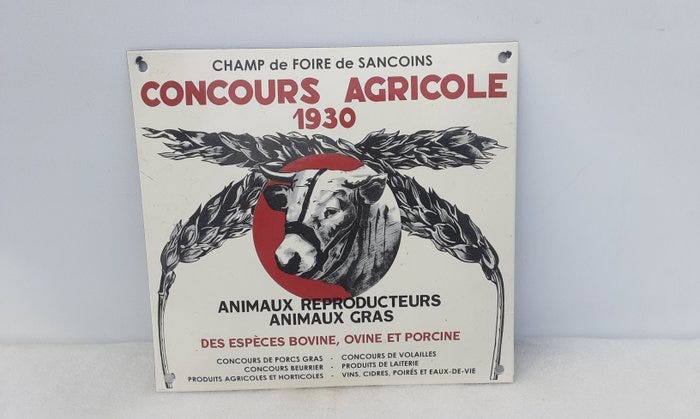 CHAMP de FOIRE de SANCOINS
CONCOURS AGRICOLE
1930
ANIMAUX REPRODUCTEURS
ANIMAUX GRAS
DES ESPÈCES BOVINE, OVINE ET PORCINE
CONCOURS DE PORCS GRAS - CONCOURS DE VOLAILLES
CONCOURS BEURRIER - PRODUITS DE LAITERIE
PRODUITS AGRICOLES ET HORTICOLES - VINS, CIDRES, POIRÉS ET EAUX-DE-VIE